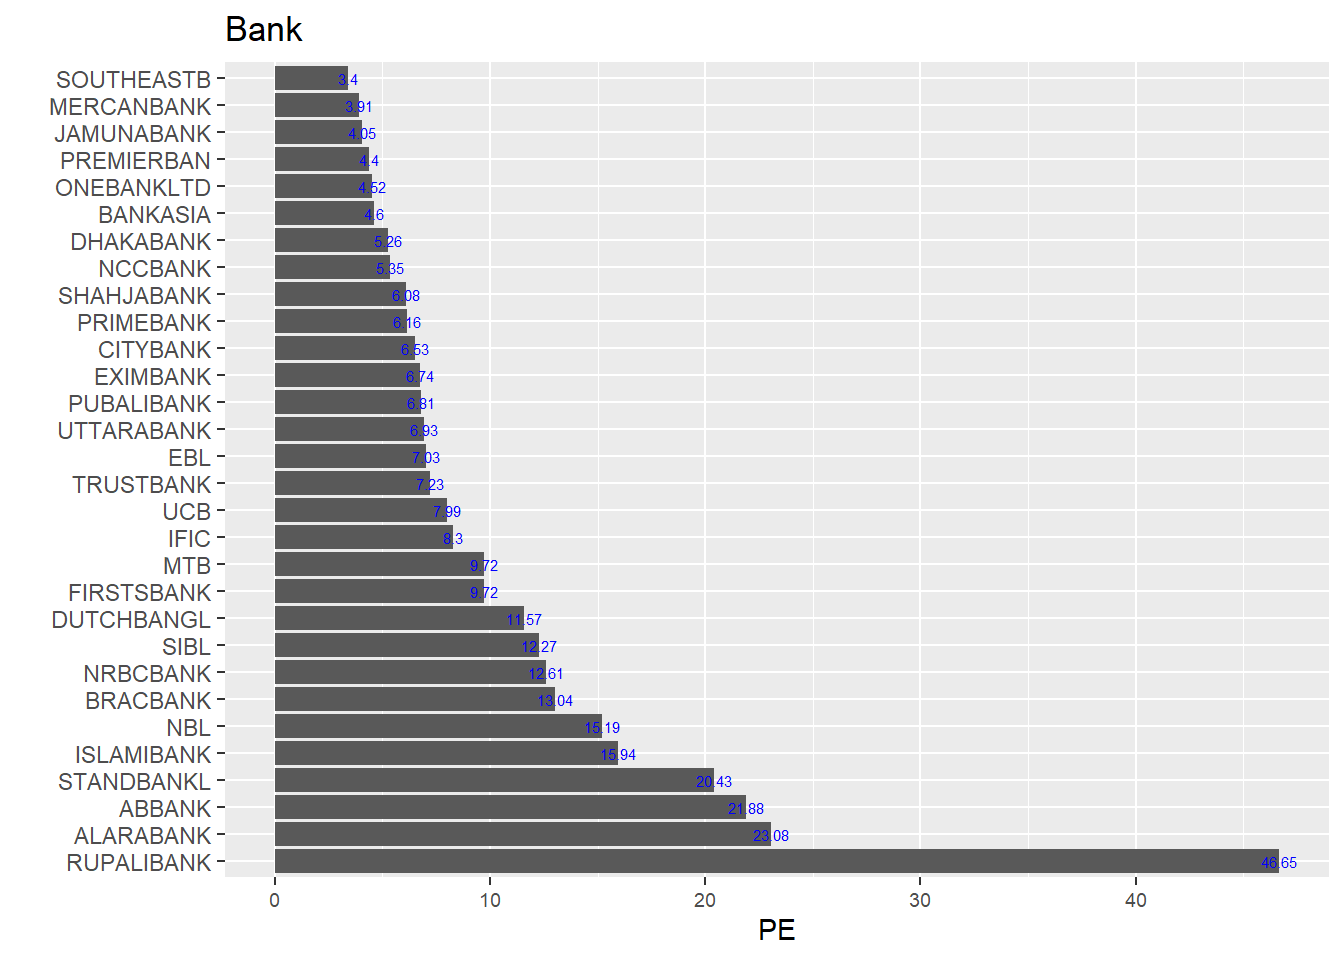 Bank
SOUTHEASTB 3.4
MERCANBANK 3.91
JAMUNABANK 4.05
PREMIERBAN 4.4
ONEBANKLTD 4.52
BANKASIA 4.6
DHAKABANK 5.26
NCCBANK 5.35
SHAHJABANK 6.08
PRIMEBANK 6.16
CITYBANK 6.53
EXIMBANK 6.74
PUBALIBANK 6.81
UTTARABANK 6.93
EBL 7.03
TRUSTBANK 7.23
UCB 7.99
IFIC 8.3
MTB 9.72
FIRSTSBANK 9.72
DUTCHBANGL 11.57
SIBL 12.27
NRBCBANK 12.61
BRACBANK 13.04
NBL 15.19
ISLAMIBANK 15.94
STANDBANKL 20.43
ABBANK 21.88
ALARABANK 23.08
RUPALIBANK 46.65
0 10 20 30 40
PE